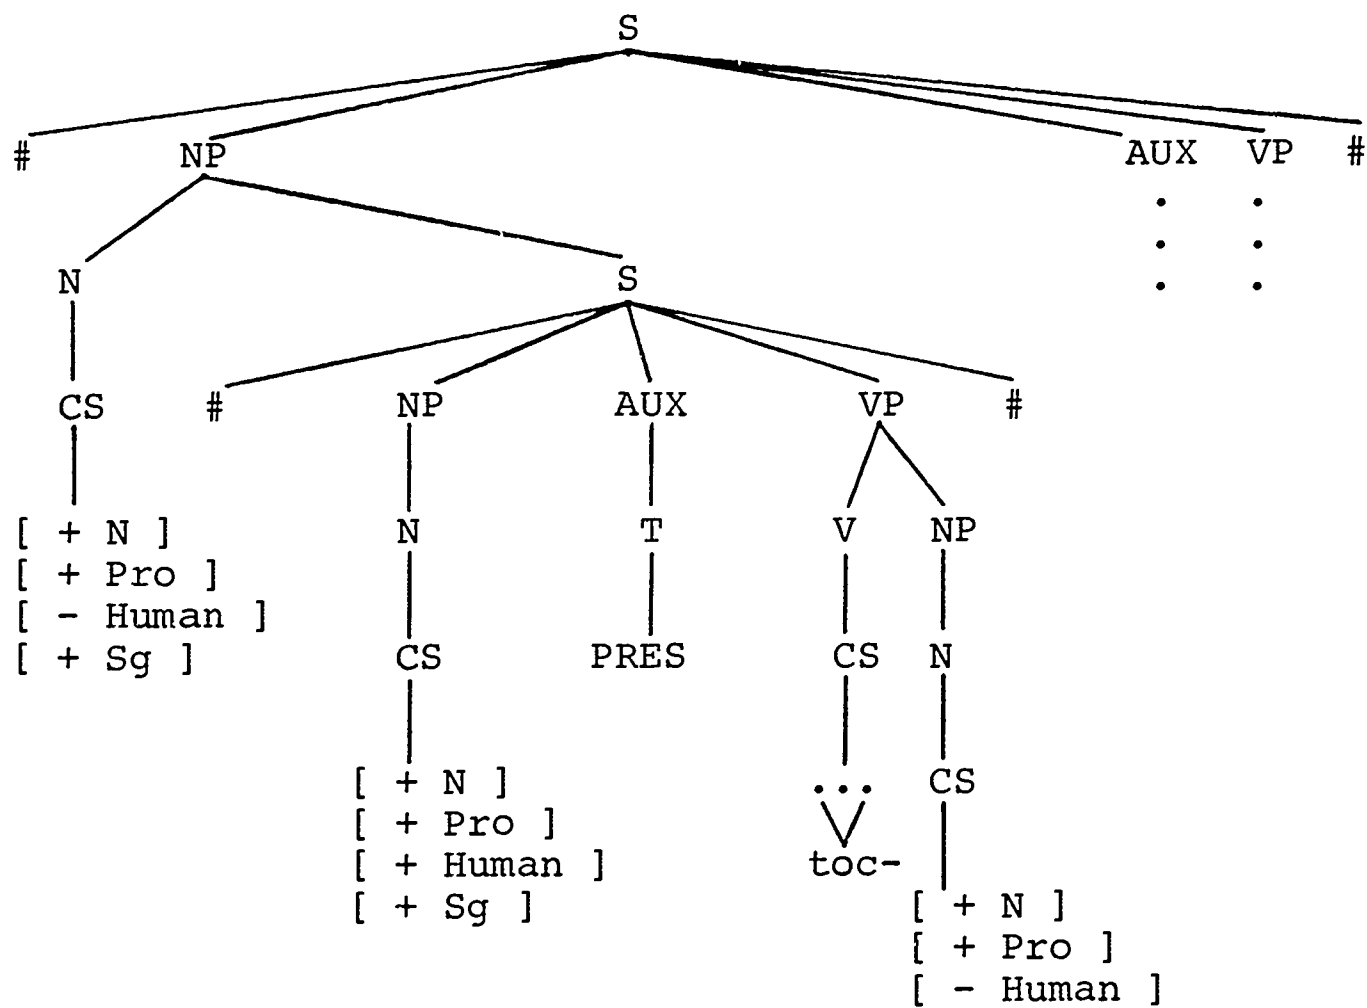 S
# NP AUX VP #
. .
. .
. .
N S
CS # NP AUX VP #
[ + N ] N T V NP
[ + Pro ]
[ - Human ]
[ + Sg ] CS PRES CS N
[ + N ] ... CS
[ + Pro ]
[ + Human ] toc-
[ + Sg ] [ + N ]
[ + Pro ]
[ - Human ]